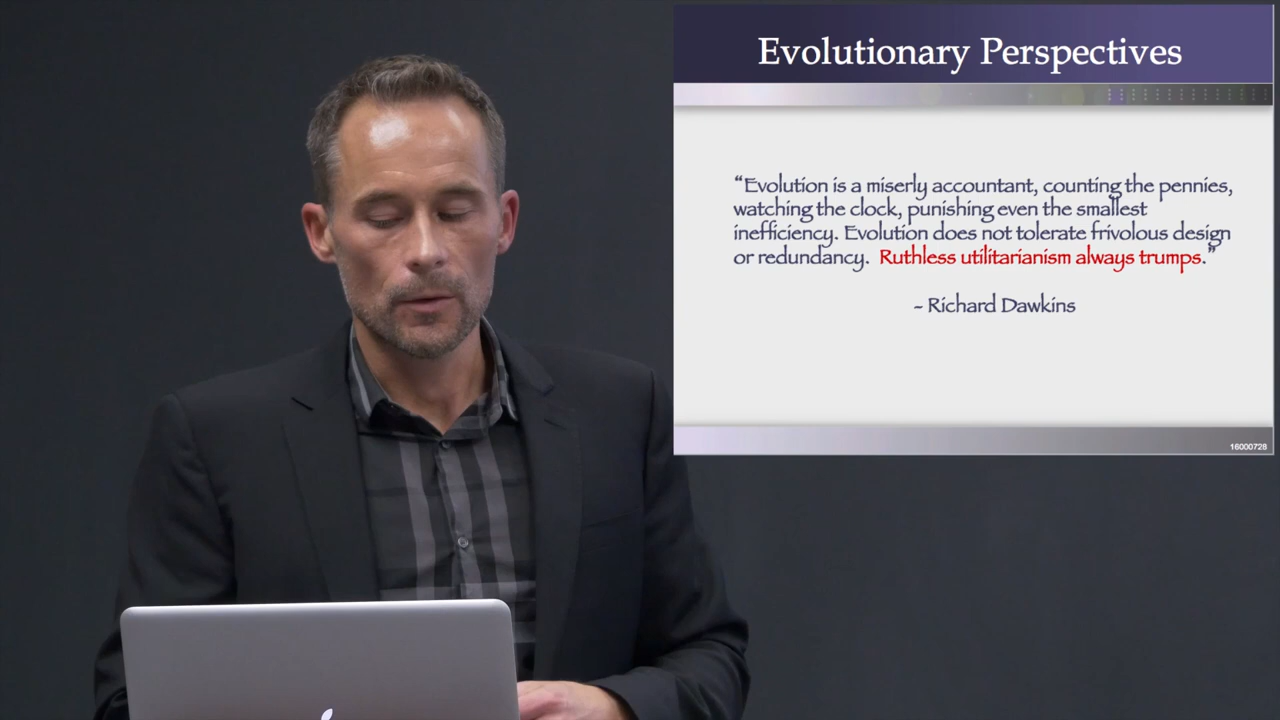 Evolutionary Perspectives
“Evolution is a miserly accountant, counting the pennies,
watching the clock, punishing even the smallest
inefficiency. Evolution does not tolerate frivolous design
or redundancy. Ruthless utilitarianism always trumps.”
– Richard Dawkins
16000728